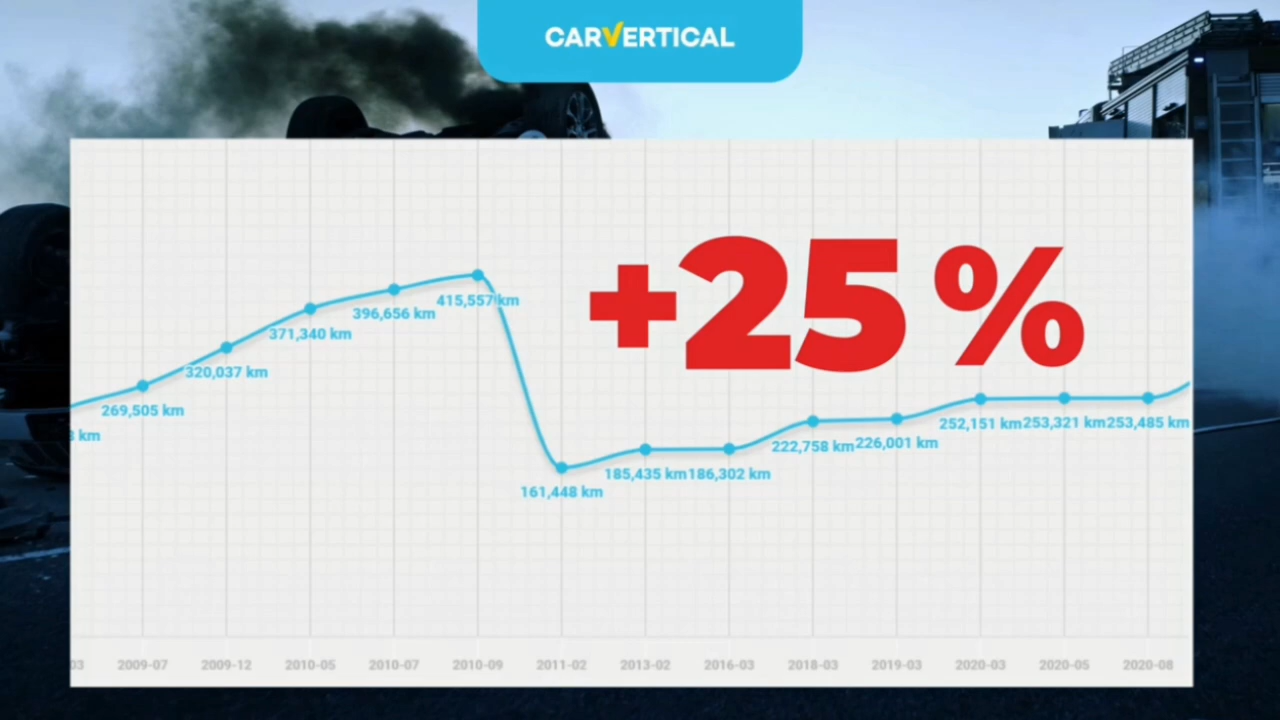 CARVERTICAL
+25%
415,557 km
396,656 km
371,340 km
320,037 km
269,505 km
km
252,151 km 253,321 km 253,485 km
222,758 km 226,001 km
185,435 km 186,302 km
161,448 km
03 2009-07 2009-12 2010-05 2010-07 2010-09 2011-02 2013-02 2016-03 2018-03 2019-03 2020-03 2020-05 2020-08